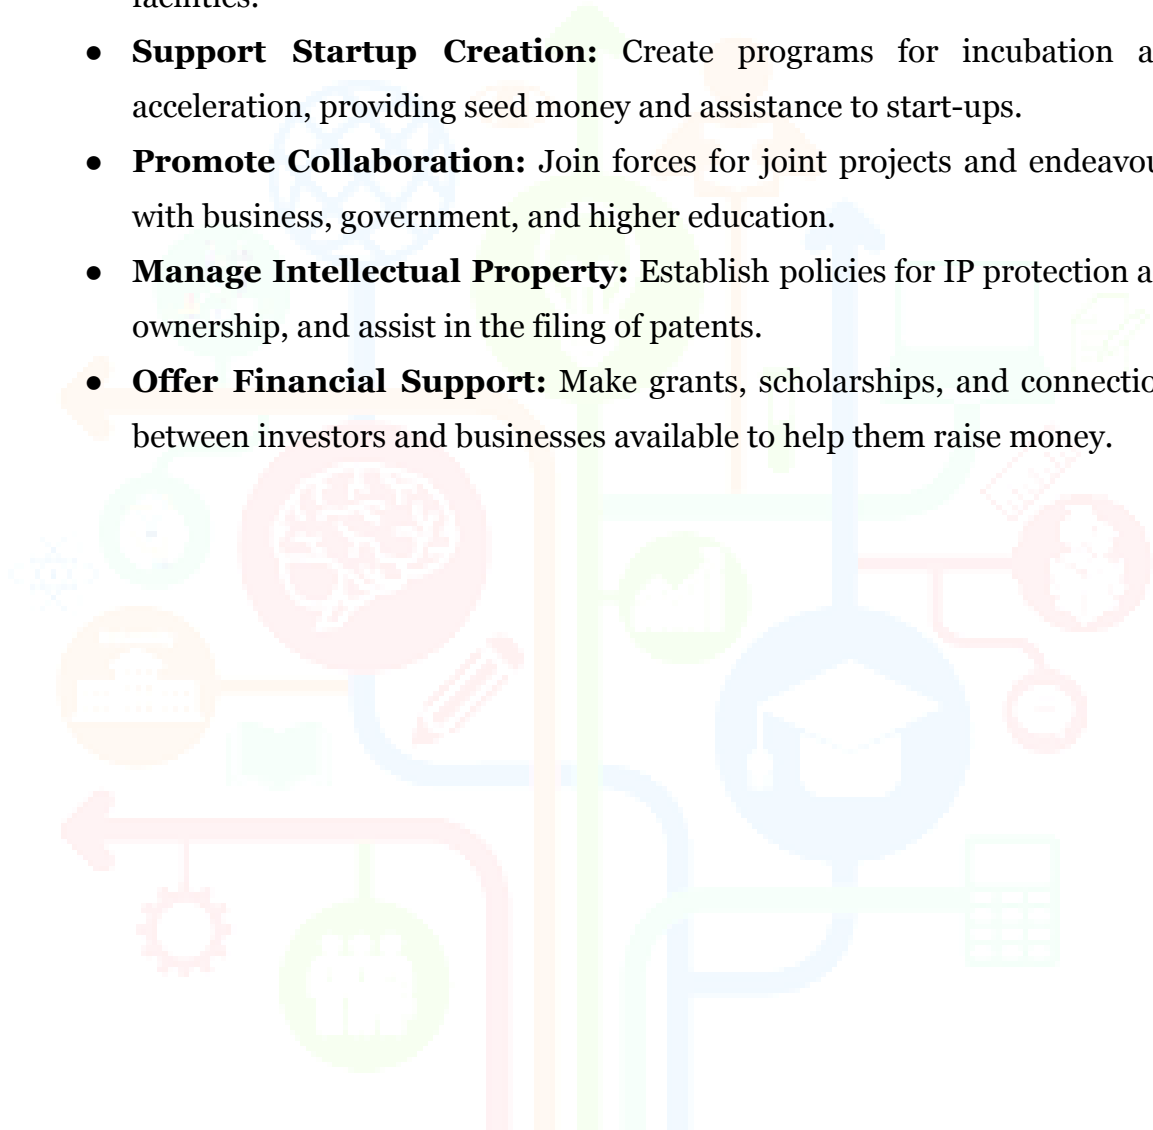 facilities.
● Support Startup Creation: Create programs for incubation a
acceleration, providing seed money and assistance to start-ups.
● Promote Collaboration: Join forces for joint projects and endeavou
with business, government, and higher education.
● Manage Intellectual Property: Establish policies for IP protection a
ownership, and assist in the filing of patents.
● Offer Financial Support: Make grants, scholarships, and connectio
between investors and businesses available to help them raise money.